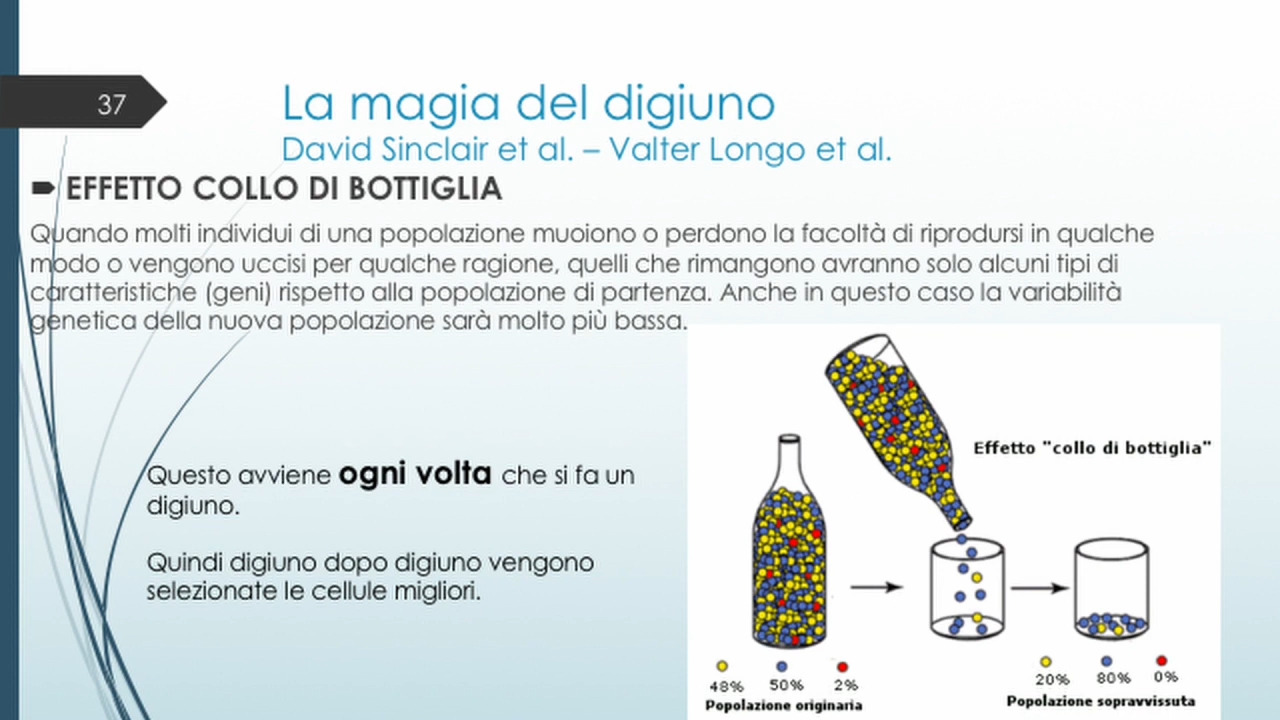 37
La magia del digiuno
David Sinclair et al. – Valter Longo et al.
EFFETTO COLLO DI BOTTIGLIA
Quando molti individui di una popolazione muoiono o perdono la facoltà di riprodursi in qualche
modo o vengono uccisi per qualche ragione, quelli che rimangono avranno solo alcuni tipi di
caratteristiche (geni) rispetto alla popolazione di partenza. Anche in questo caso la variabilità
genetica della nuova popolazione sarà molto più bassa.
Questo avviene ogni volta che si fa un
digiuno.
Quindi digiuno dopo digiuno vengono
selezionate le cellule migliori.
Effetto "collo di bottiglia"
48% 50% 2%
Popolazione originaria
20% 80% 0%
Popolazione sopravvissuta